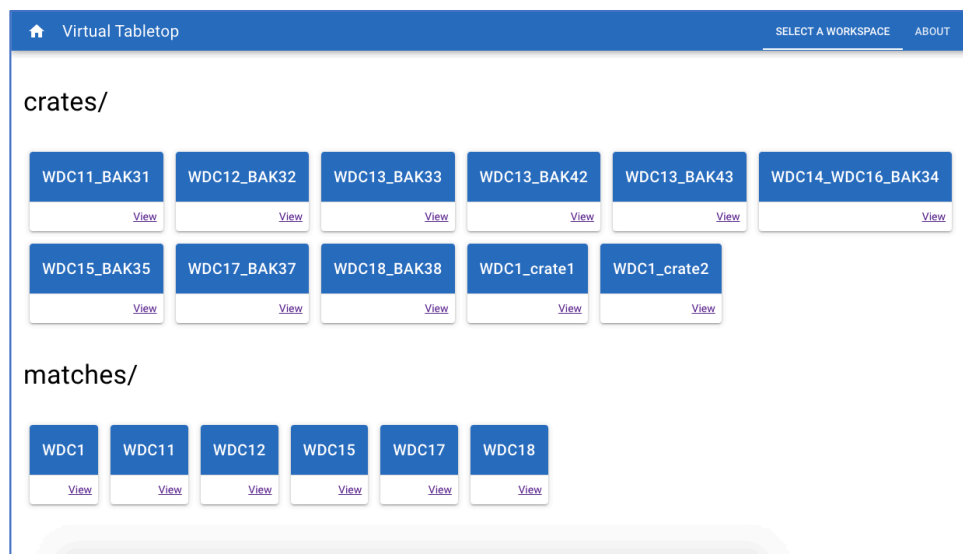 Virtual Tabletop SELECT A WORKSPACE ABOUT
crates/
WDC11_BAK31 WDC12_BAK32 WDC13_BAK33 WDC13_BAK42 WDC13_BAK43 WDC14_WDC16_BAK34
View View View View View View
WDC15_BAK35 WDC17_BAK37 WDC18_BAK38 WDC1_crate1 WDC1_crate2
View View View View View
matches/
WDC1 WDC11 WDC12 WDC15 WDC17 WDC18
View View View View View View